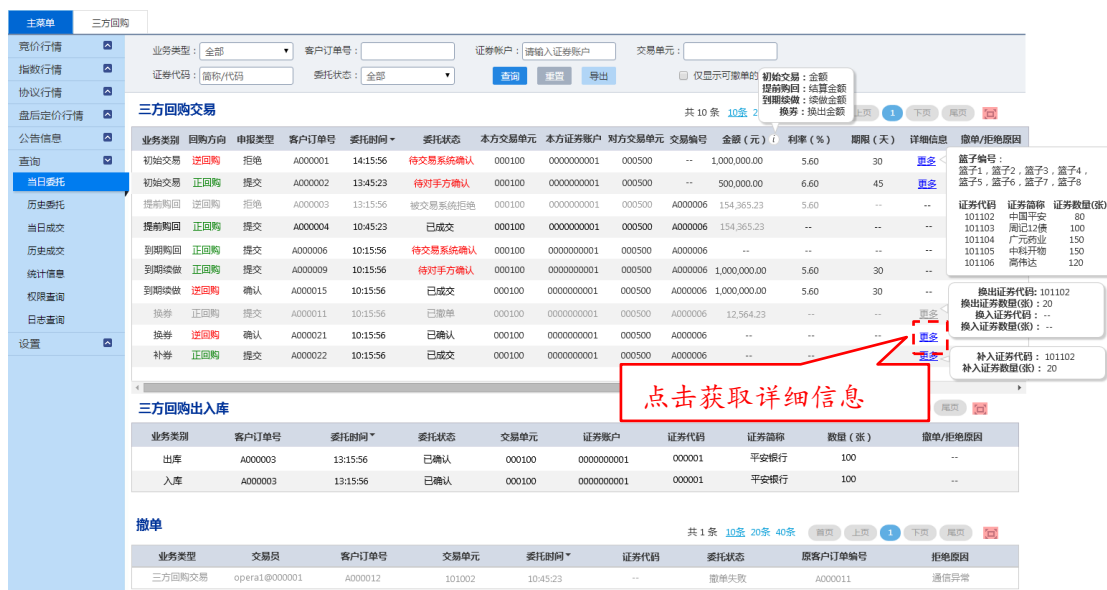 主菜单 三方回购
竞价行情
指数行情
协议行情
盘后定价行情
公告信息
查询
当日委托
历史委托
当日成交
历史成交
统计信息
权限查询
日志查询
设置
业务类型： 全部 客户订单号： 证券帐户： 请输入证券账户 交易单元：
证券代码： 简称/代码 委托状态： 全部 查询 重置 导出 仅显示可撤单的
初始交易：金额
提前购回：结算金额
到期续做：续做金额
换券：换出金额
三方回购交易 共 10 条 10条 上页 1 下页 尾页
业务类别 回购方向 申报类型 客户订单号 委托时间 委托状态 本方交易单元 本方证券账户 对方交易单元 交易编号 金额（元） i 利率（%） 期限（天） 详细信息 撤单/拒绝原因
初始交易 逆回购 拒绝 A000001 14:15:56 待交易系统确认 000100 0000000001 000500 -- 1,000,000.00 5.60 30 更多
初始交易 正回购 提交 A000002 13:45:23 待对手方确认 000100 0000000001 000500 -- 500,000.00 6.60 45 更多
提前购回 逆回购 拒绝 A000003 13:15:56 被交易系统拒绝 000100 0000000001 000500 A000006 154,365.23 5.60 -- --
提前购回 正回购 提交 A000004 10:45:23 已成交 000100 0000000001 000500 A000006 154,365.23 -- -- --
到期购回 正回购 提交 A000006 10:15:56 待交易系统确认 000100 0000000001 000500 A000006 -- -- -- --
到期续做 正回购 提交 A000009 10:15:56 待对手方确认 000100 0000000001 000500 A000006 1,000,000.00 5.60 30 --
到期续做 逆回购 确认 A000015 10:15:56 已成交 000100 0000000001 000500 A000006 1,000,000.00 5.60 30 --
换券 正回购 提交 A000011 10:15:56 已撤单 000100 0000000001 000500 A000006 12,564.23 -- -- 更多
换券 逆回购 确认 A000021 10:15:56 已确认 000100 0000000001 000500 A000006 -- -- 更多
补券 正回购 提交 A000022 10:15:56 已成交 000100 0000000001 000500 A000006 -- -- 更多
篮子编号：
篮子1，篮子2，篮子3，篮子4，
篮子5，篮子6，篮子7，篮子8
证券代码 证券简称 证券数量(张)
101102 中国平安 80
101103 周记12债 100
101104 广元药业 150
101105 中科开物 150
101106 高伟达 120
换出证券代码: 101102
换出证券数量(张)：20
换入证券代码： --
换入证券数量(张)： --
补入证券代码： 101102
补入证券数量(张)： 20
点击获取详细信息
三方回购出入库 尾页
业务类别 客户订单号 委托时间 委托状态 交易单元 证券账户 证券代码 证券简称 数量（张） 撤单/拒绝原因
出库 A000003 13:15:56 已确认 000100 0000000001 000001 平安银行 100 --
入库 A000003 13:15:56 已确认 000100 0000000001 000001 平安银行 100 --
撤单 共 1 条 10条 20条 40条 首页 上页 1 下页 尾页
业务类型 交易员 客户订单号 交易单元 委托时间 证券代码 委托状态 原客户订单编号 拒绝原因
三方回购交易 opera1@000001 A000012 101002 10:45:23 -- 撤单失败 A000011 通信异常